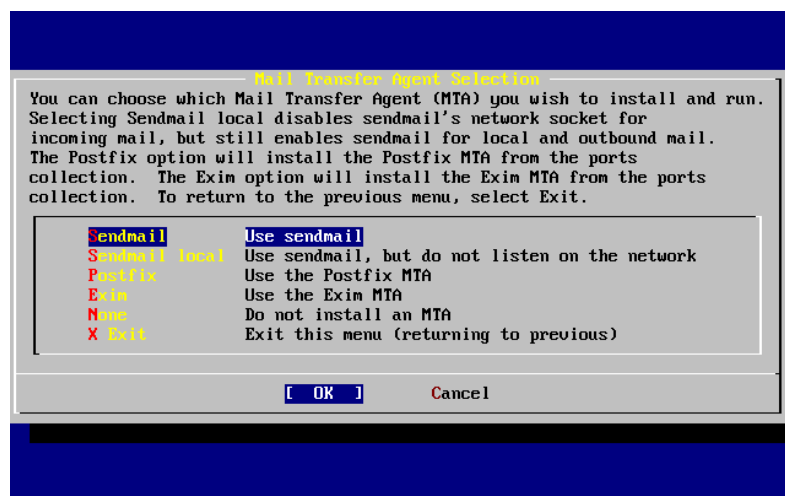 Mail Transfer Agent Selection
You can choose which Mail Transfer Agent (MTA) you wish to install and run.
Selecting Sendmail local disables sendmail's network socket for
incoming mail, but still enables sendmail for local and outbound mail.
The Postfix option will install the Postfix MTA from the ports
collection.  The Exim option will install the Exim MTA from the ports
collection.  To return to the previous menu, select Exit.
Sendmail Use sendmail
Sendmail local Use sendmail, but do not listen on the network
Postfix Use the Postfix MTA
Exim Use the Exim MTA
None Do not install an MTA
X Exit Exit this menu (returning to previous)
[ OK ] Cancel